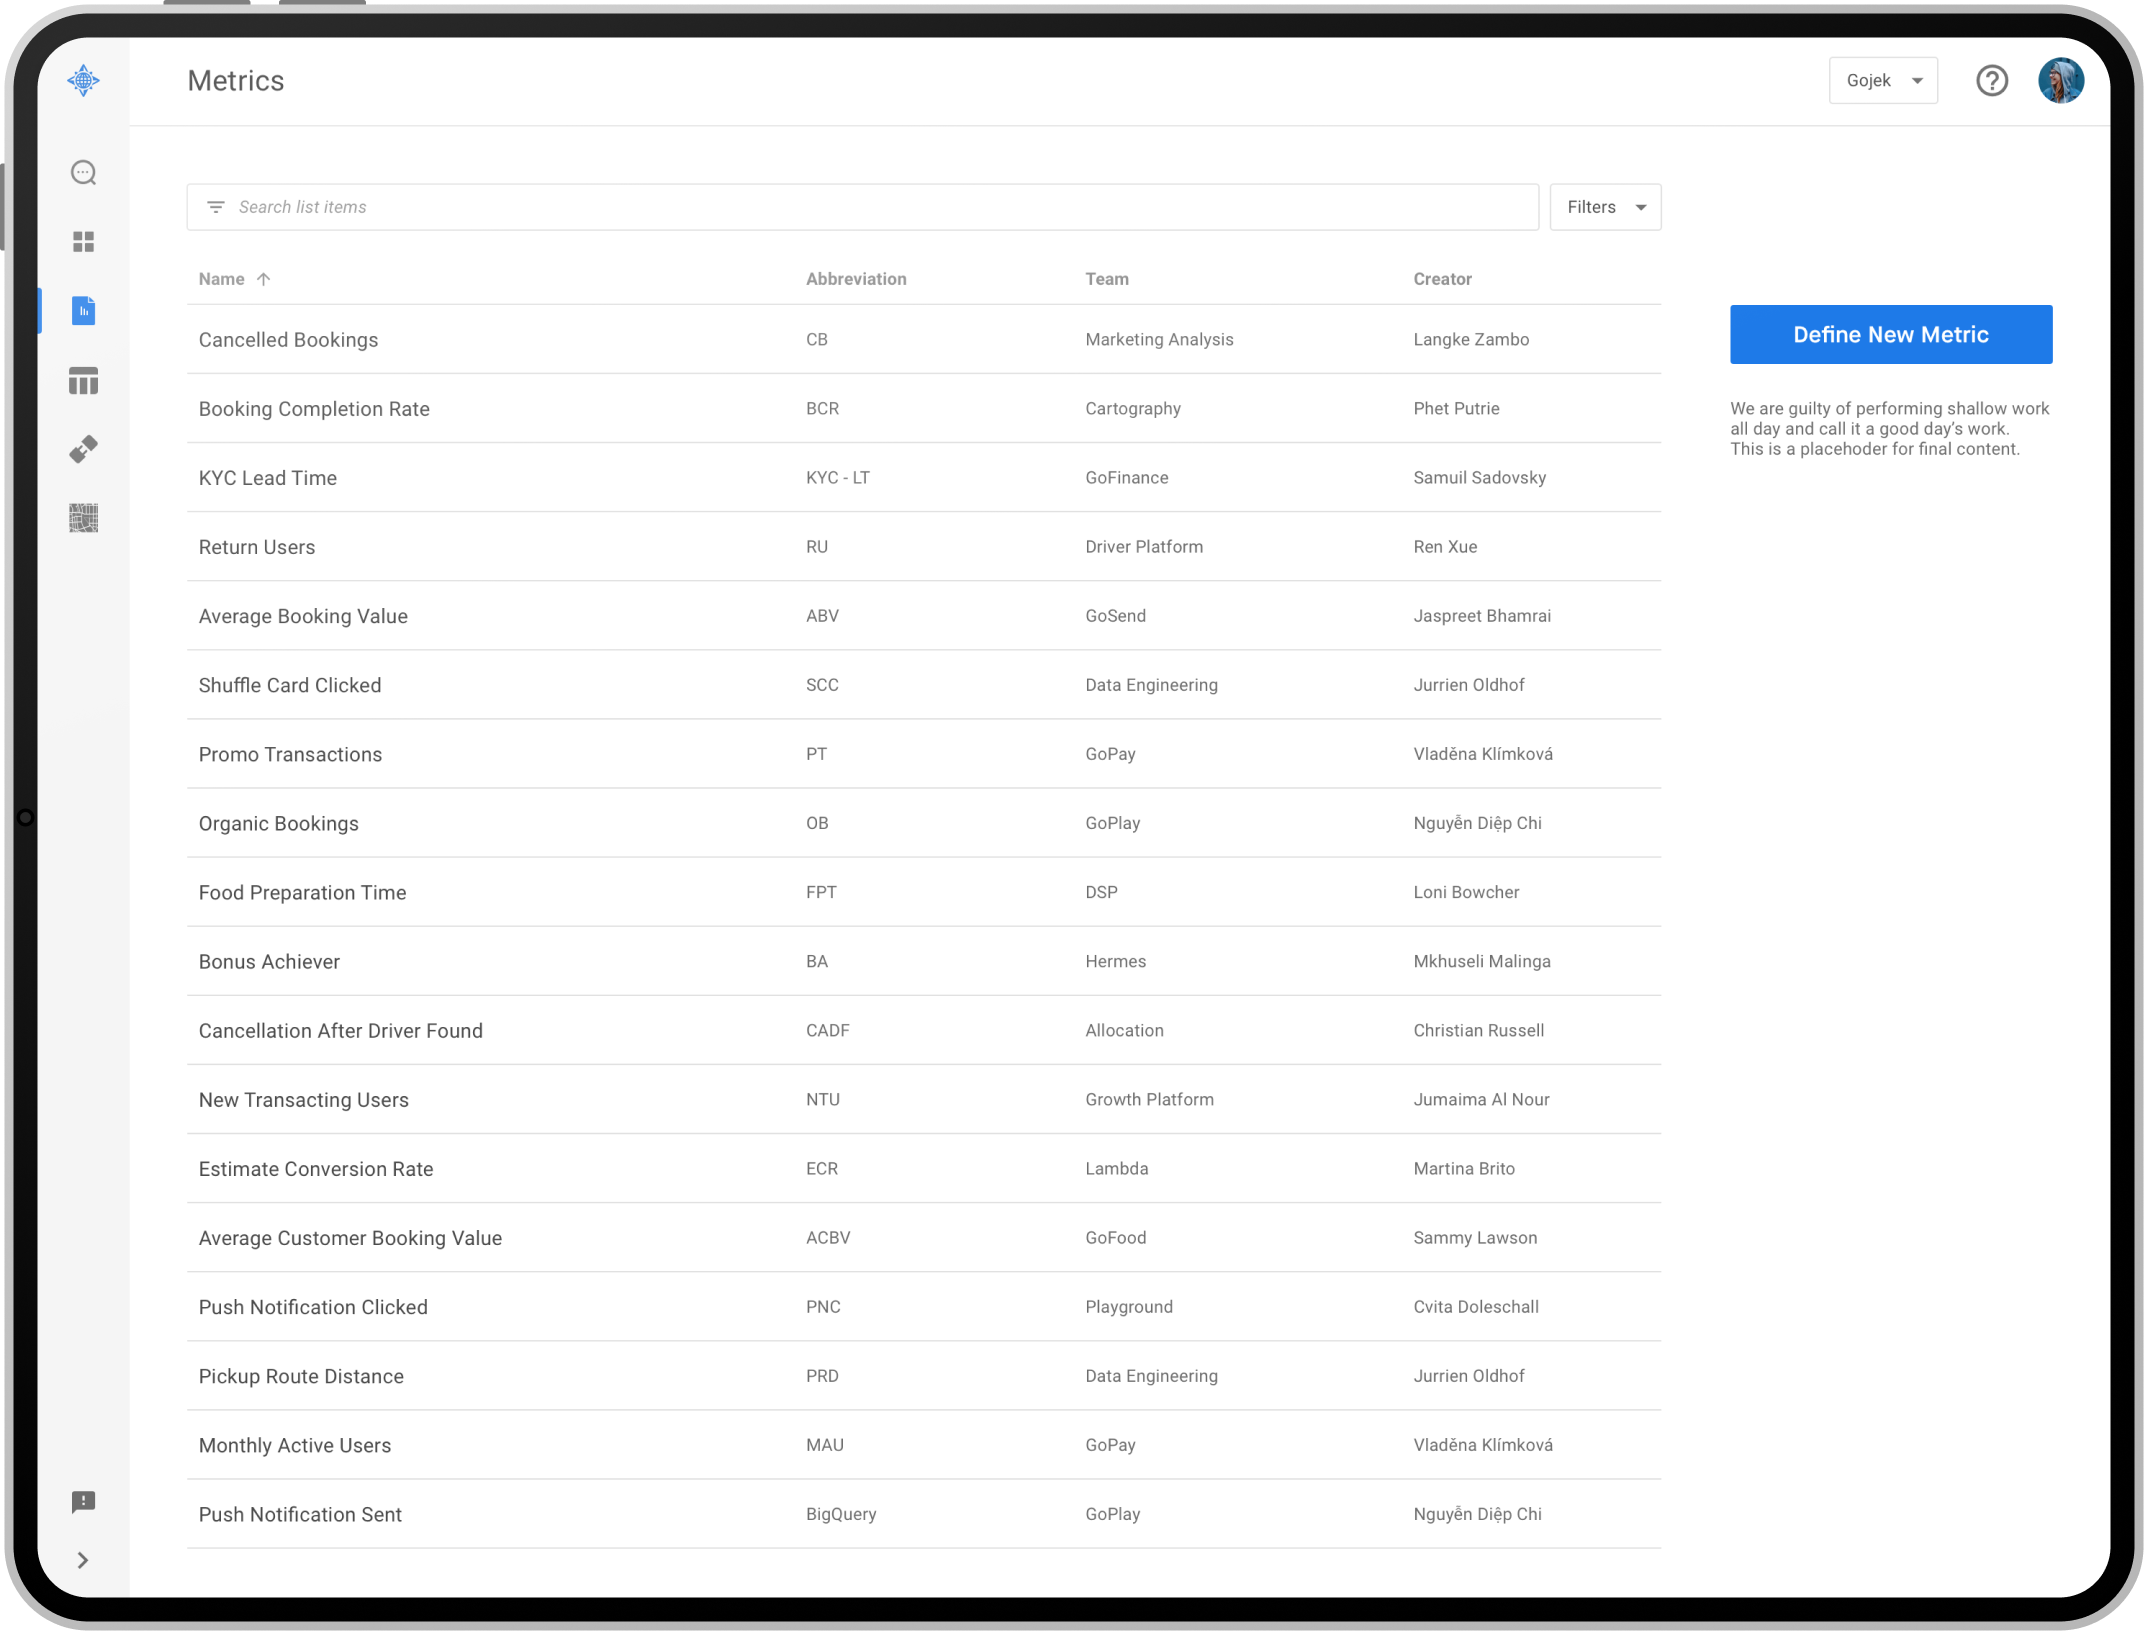 Metrics
Gojek
Search list items
Filters
Name Abbreviation Team Creator
Cancelled Bookings CB Marketing Analysis Langke Zambo
Booking Completion Rate BCR Cartography Phet Putrie
KYC Lead Time KYC - LT GoFinance Samuil Sadovsky
Return Users RU Driver Platform Ren Xue
Average Booking Value ABV GoSend Jaspreet Bhamrai
Shuffle Card Clicked SCC Data Engineering Jurrien Oldhof
Promo Transactions PT GoPay Vladěna Klímková
Organic Bookings OB GoPlay Nguyễn Diệp Chi
Food Preparation Time FPT DSP Loni Bowcher
Bonus Achiever BA Hermes Mkhuseli Malinga
Cancellation After Driver Found CADF Allocation Christian Russell
New Transacting Users NTU Growth Platform Jumaima Al Nour
Estimate Conversion Rate ECR Lambda Martina Brito
Average Customer Booking Value ACBV GoFood Sammy Lawson
Push Notification Clicked PNC Playground Cvita Doleschall
Pickup Route Distance PRD Data Engineering Jurrien Oldhof
Monthly Active Users MAU GoPay Vladěna Klímková
Push Notification Sent BigQuery GoPlay Nguyễn Diệp Chi
Define New Metric
We are guilty of performing shallow work
all day and call it a good day's work.
This is a placehoder for final content.